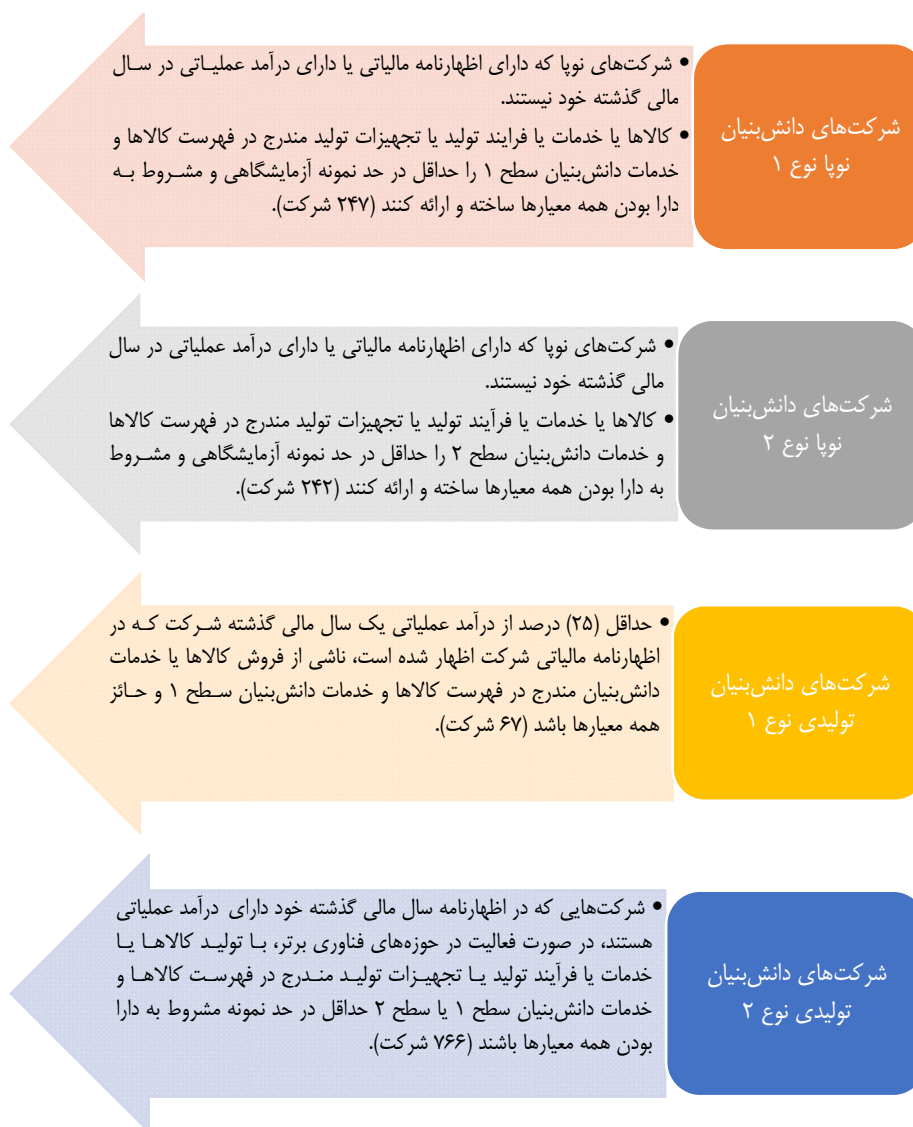 شرکت‌های دانش‌بنیان
نوپا نوع ۱
• شرکت‌های نوپا که دارای اظهارنامه مالیاتی یا دارای درآمد عملیـاتی در سـال
مالی گذشته خود نیستند.
• کالاها یا خدمات یا فرایند تولید یا تجهیزات تولید مندرج در فهرست کالاها و
خدمات دانش‌بنیان سطح ۱ را حداقل در حد نمونه آزمایشگاهی و مشـروط بـه
دارا بودن همه معیارها ساخته و ارائه کنند (۲۴۷ شرکت).
شرکت‌های دانش‌بنیان
نوپا نوع ۲
• شرکت‌های نوپا که دارای اظهارنامه مالیاتی یا دارای درآمد عملیاتی در سال
مالی گذشته خود نیستند.
• کالاها یا خدمات یا فرآیند تولید یا تجهیزات تولید مندرج در فهرست کالاها
و خدمات دانش‌بنیان سطح ۲ را حداقل در حد نمونه آزمایشگاهی و مشـروط
به دارا بودن همه معیارها ساخته و ارائه کنند (۲۴۲ شرکت).
شرکت‌های دانش‌بنیان
تولیدی نوع ۱
• حداقل (۲۵) درصد از درآمد عملیاتی یک سال مالی گذشته شـرکت کـه در
اظهارنامه مالیاتی شرکت اظهار شده است، ناشی از فروش کالاها یا خدمات
دانش‌بنیان مندرج در فهرست کالاها و خدمات دانش‌بنیان سـطح ۱ و حـائز
همه معیارها باشد (۶۷ شرکت).
شرکت‌های دانش‌بنیان
تولیدی نوع ۲
• شرکت‌هایی که در اظهارنامه سال مالی گذشته خود دارای درآمد عملیاتی
هستند، در صورت فعالیت در حوزه‌های فناوری برتر، بـا تولیـد کالاهـا یـا
خدمات یا فرآیند تولید یـا تجهیـزات تولیـد منـدرج در فهرسـت کالاهـا و
خدمات دانش‌بنیان سطح ۱ یا سطح ۲ حداقل در حد نمونه مشروط به دارا
بودن همه معیارها باشند (۷۶۶ شرکت).